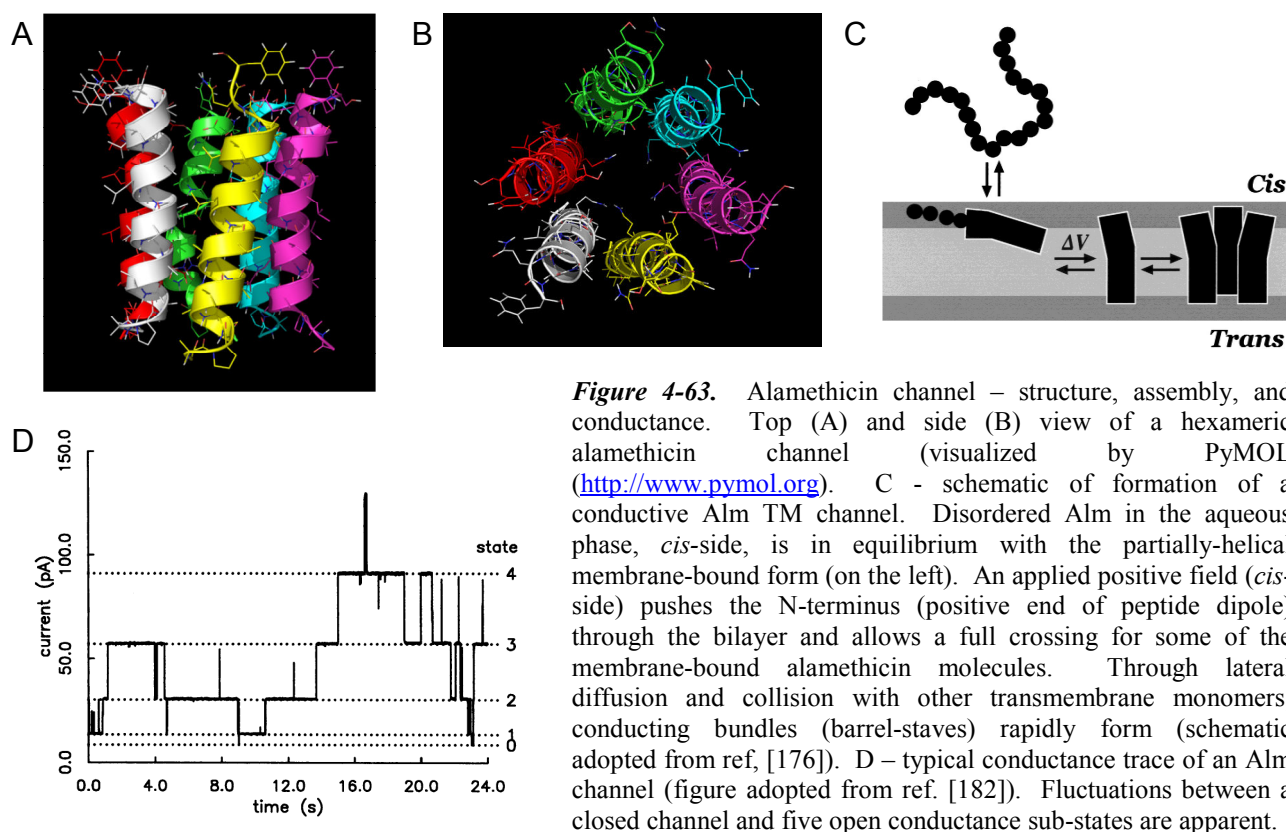 A
B
C
Cis
ΔV
Trans
D
150.0
100.0
50.0
0.0
current (pA)
state
4
3
2
1
0
0.0 4.0 8.0 12.0 16.0 20.0 24.0
time (s)
Figure 4-63. Alamethicin channel – structure, assembly, and
conductance. Top (A) and side (B) view of a hexameric
alamethicin channel (visualized by PyMOL
(http://www.pymol.org). C - schematic of formation of a
conductive Alm TM channel. Disordered Alm in the aqueous
phase, cis-side, is in equilibrium with the partially-helical
membrane-bound form (on the left). An applied positive field (cis-
side) pushes the N-terminus (positive end of peptide dipole)
through the bilayer and allows a full crossing for some of the
membrane-bound alamethicin molecules. Through latera
diffusion and collision with other transmembrane monomers
conducting bundles (barrel-staves) rapidly form (schematic
adopted from ref, [176]). D – typical conductance trace of an Alm
channel (figure adopted from ref. [182]). Fluctuations between a
closed channel and five open conductance sub-states are apparent.